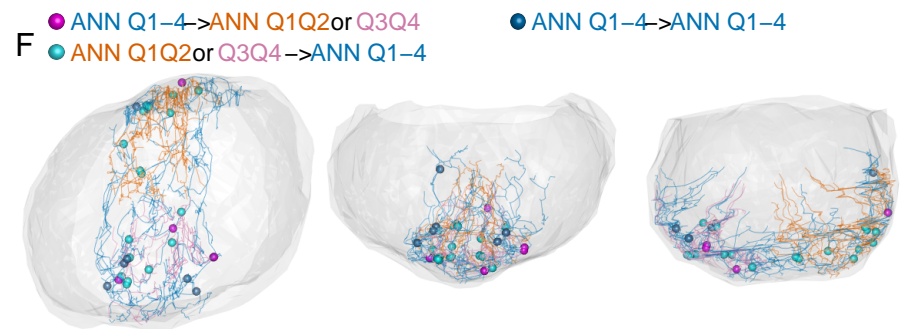 ANN Q1–4->ANN Q1Q2or Q3Q4 ANN Q1–4->ANN Q1–4
F
ANN Q1Q2or Q3Q4 ->ANN Q1–4